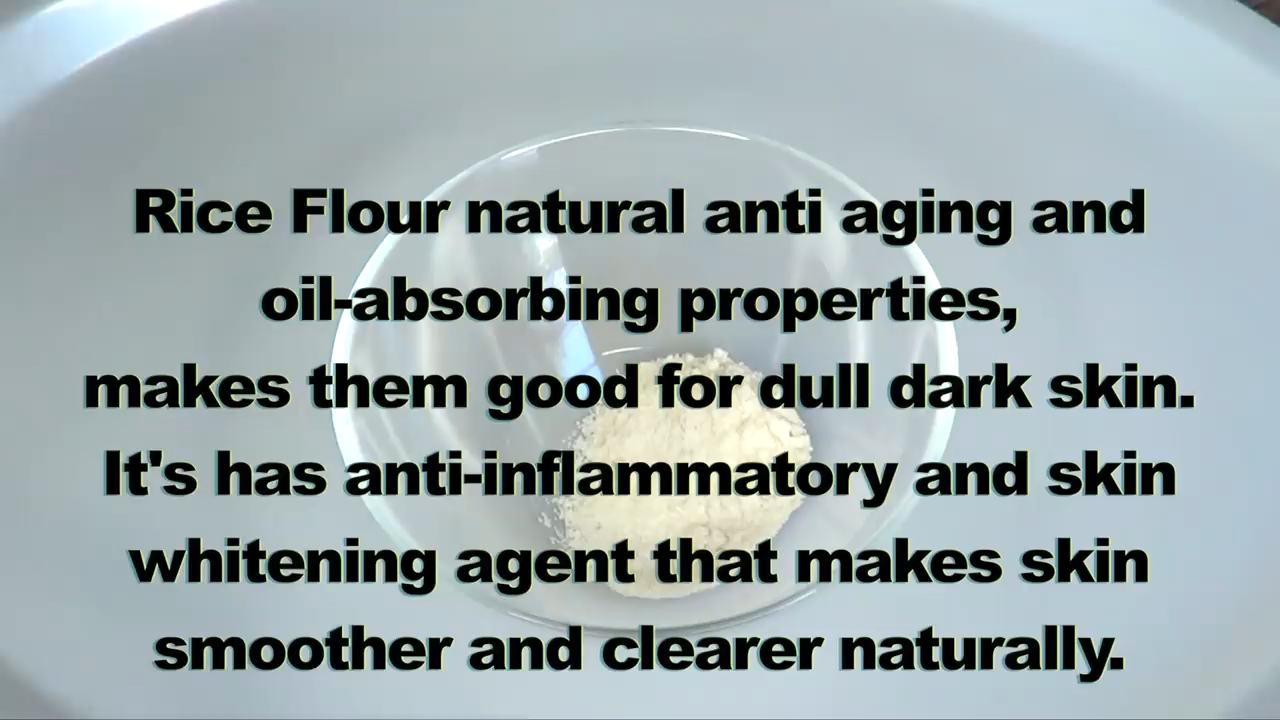 Rice Flour natural anti aging and
oil-absorbing properties,
makes them good for dull dark skin.
It's has anti-inflammatory and skin
whitening agent that makes skin
smoother and clearer naturally.